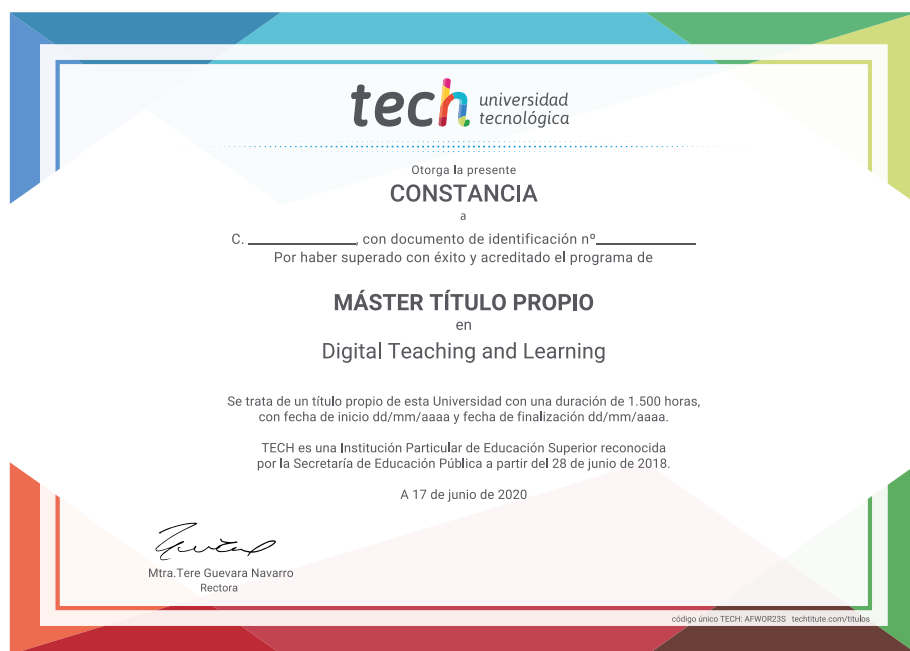 tech universidad
tecnológica
Otorga la presente
CONSTANCIA
a
C. ____________, con documento de identificación nº____________
Por haber superado con éxito y acreditado el programa de
MÁSTER TÍTULO PROPIO
en
Digital Teaching and Learning
Se trata de un título propio de esta Universidad con una duración de 1.500 horas,
con fecha de inicio dd/mm/aaaa y fecha de finalización dd/mm/aaaa.
TECH es una Institución Particular de Educación Superior reconocida
por la Secretaría de Educación Pública a partir del 28 de junio de 2018.
A 17 de junio de 2020
Mtra.Tere Guevara Navarro
Rectora
código único TECH: AFWOR23S techtitute.com/titulos